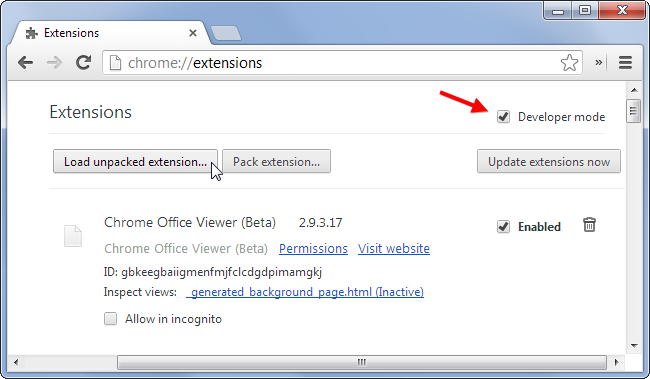 Extensions
chrome://extensions
Extensions
Developer mode
Load unpacked extension... Pack extension... Update extensions now
Chrome Office Viewer (Beta) 2.9.3.17 Enabled
Chrome Office Viewer (Beta) Permissions Visit website
ID: gbkeegbaiigmenfmjfclcdgdpimamgkj
Inspect views: _generated_background_page.html (Inactive)
Allow in incognito